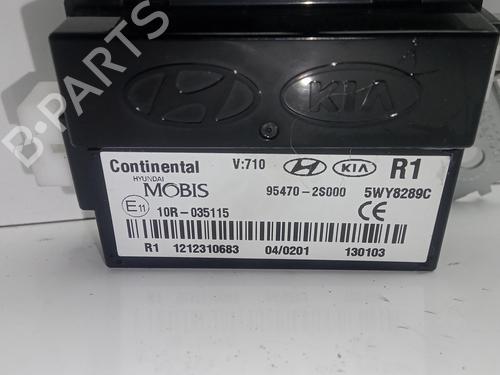 B-PARTS
KIA
Continental V:710 KIA R1
HYUNDAI
MOBIS 95470-2S000 5WY8289C
E11 10R-035115 CE
R1 1212310683 04/0201 130103